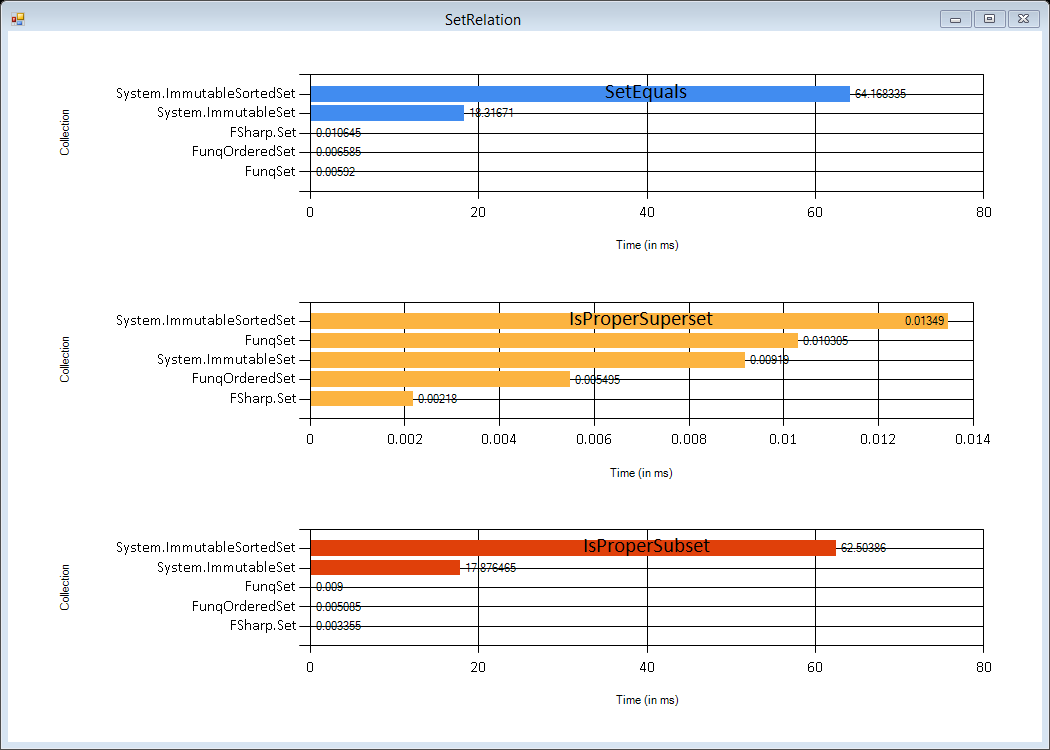 SetRelation
SetEquals
Collection
System.ImmutableSortedSet 64.168335
System.ImmutableSet 18.31671
FSharp.Set 0.010645
FunqOrderedSet 0.006585
FunqSet 0.00592
0 20 40 60 80
Time (in ms)
IsProperSuperset
Collection
System.ImmutableSortedSet 0.01349
FunqSet 0.010305
System.ImmutableSet 0.00919
FunqOrderedSet 0.005495
FSharp.Set 0.00218
0 0.002 0.004 0.006 0.008 0.01 0.012 0.014
Time (in ms)
IsProperSubset
Collection
System.ImmutableSortedSet 62.50386
System.ImmutableSet 17.876465
FunqSet 0.009
FunqOrderedSet 0.005085
FSharp.Set 0.003355
0 20 40 60 80
Time (in ms)